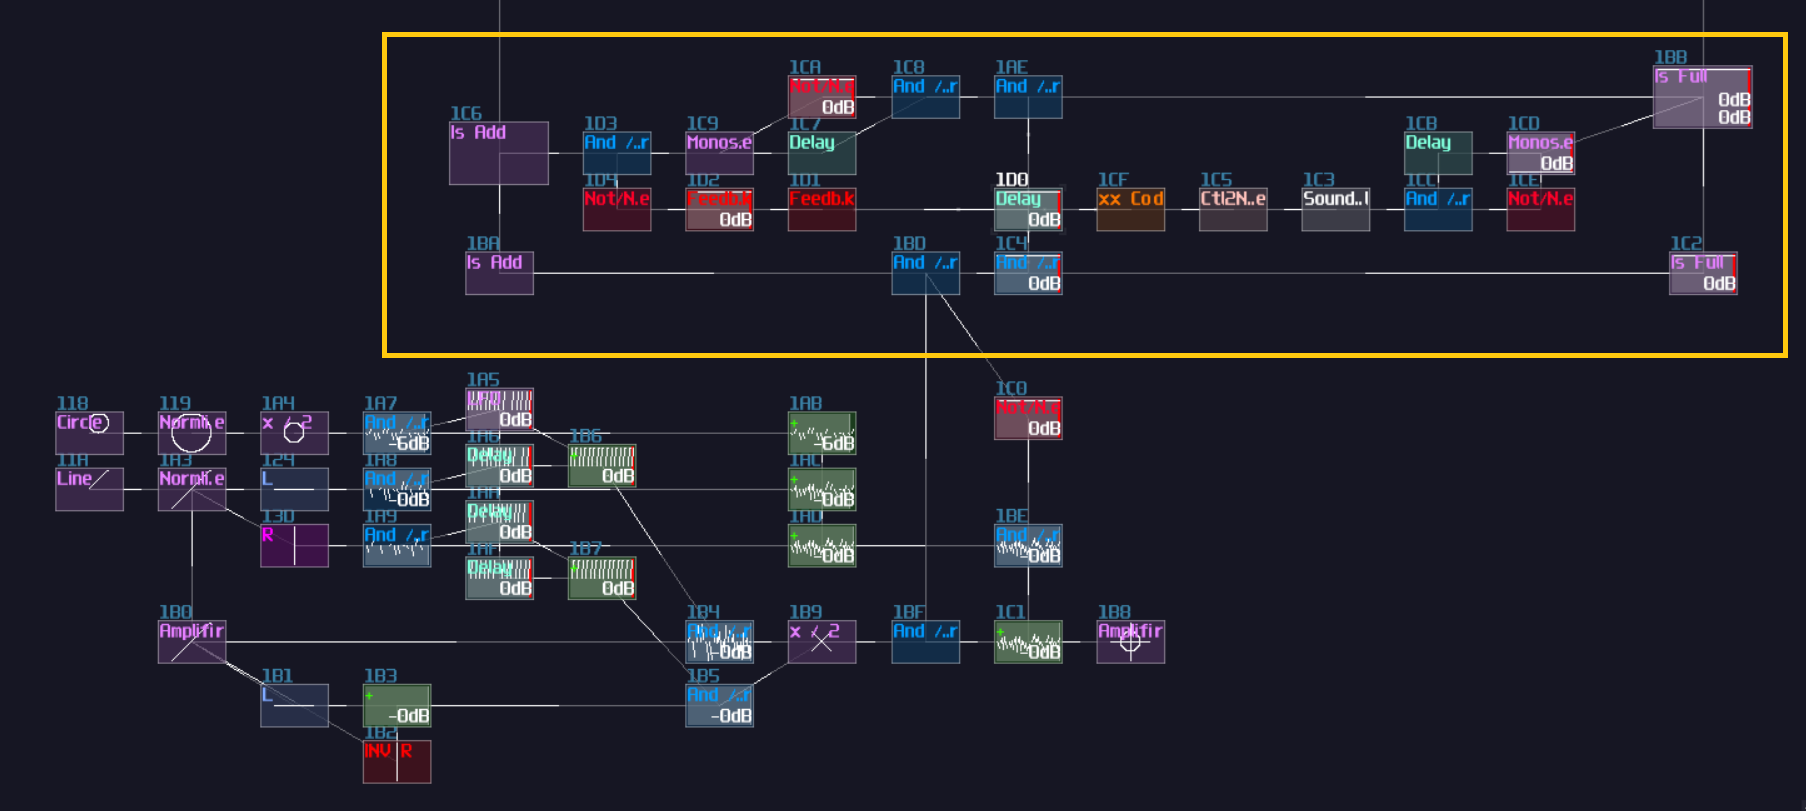 1CA
Not/N.e
0dB
1C8
And /..r
1AE
And /..r
1BB
Is Full
0dB
0dB
1C6
Is Add
1D3
And /..r
1C9
Monos.e
1C7
Delay
1CB
Delay
1CD
Monos.e
0dB
1D4
Not/N.e
1D2
Feedb.k
0dB
1D1
Feedb.k
1D0
Delay
0dB
1CF
xx Cod
1C5
Ctl2N..e
1C3
Sound..l
1CC
And /..r
1CE
Not/N.e
1BA
Is Add
1BD
And /..r
1C4
And /..r
0dB
1C2
Is Full
0dB
118
Circle
119
Norml.e
1A4
x / 2
1A7
And /..r
-6dB
1A5
0dB
1AB
+
-6dB
1C0
Not/N.e
0dB
1A6
Delay
0dB
1B6
0dB
11A
Line
1A3
Norml.e
124
L
1A8
And /..r
-0dB
1AC
+
-0dB
1AA
Delay
0dB
13D
R
1A9
And /..r
1AD
+
-0dB
1BE
And /..r
-0dB
1AF
Delay
0dB
1B7
+
0dB
1B0
Amplifir
1B4
And /..r
-0dB
1B9
x / 2
1BF
And /..r
1C1
+
-0dB
1B8
Amplifir
1B1
L
1B3
+
-0dB
1B5
And /..r
-0dB
1B2
INV R